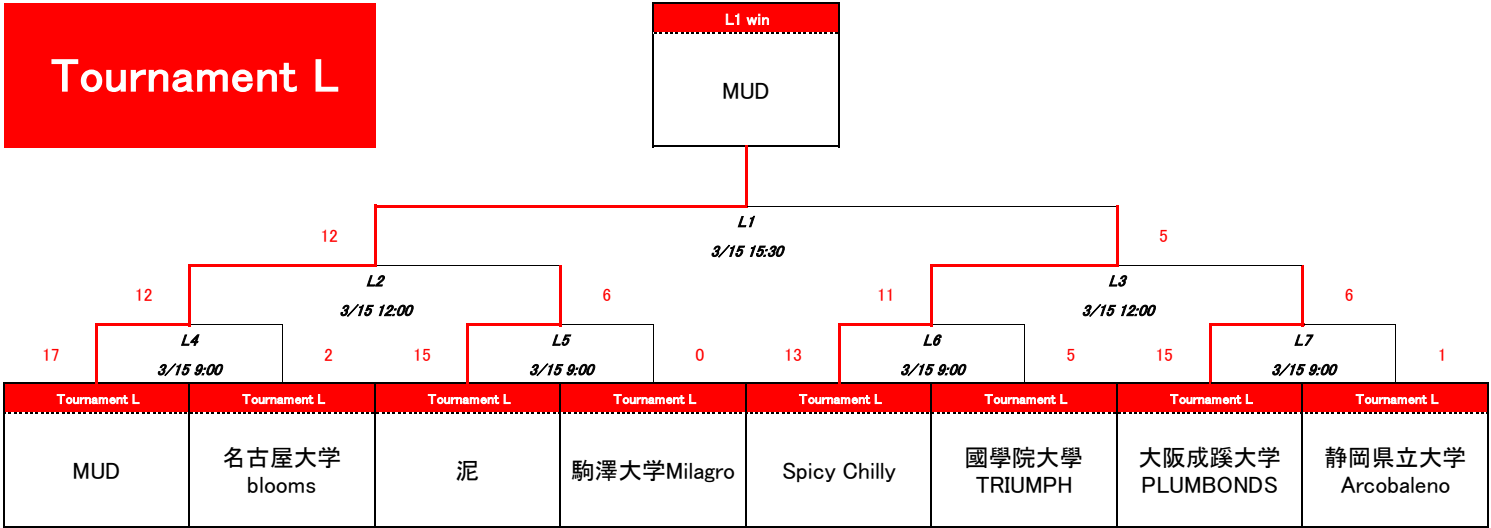 L1 win
Tournament L
MUD
L1
12
5
3/15 15:30
L2
L3
12
6
11
6
3/15 12:00
3/15 12:00
L4
L5
L6
L7
17
2
15
0
13
5
15
1
3/15 9:00
3/15 9:00
3/15 9:00
3/15 9:00
Tournament L
Tournament L
Tournament L
Tournament L
Tournament L
Tournament L
Tournament L
Tournament L
MUD
名古屋大学
blooms
泥
駒澤大学Milagro
Spicy Chilly
國學院大學
TRIUMPH
大阪成蹊大学
PLUMBONDS
静岡県立大学
Arcobaleno